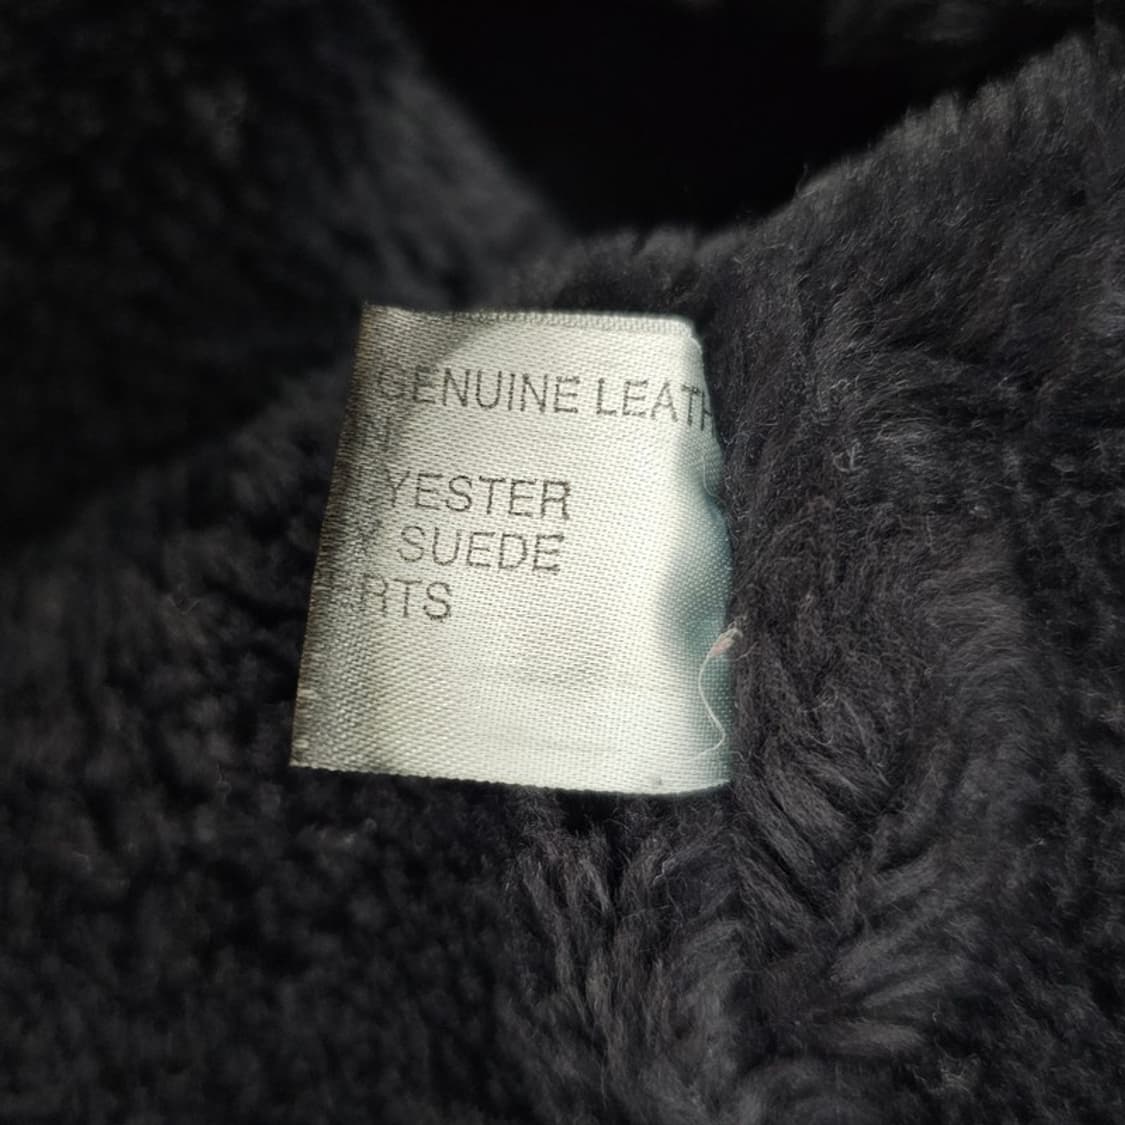 GENUINE LEATH
YESTER
Y SUEDE
RTS